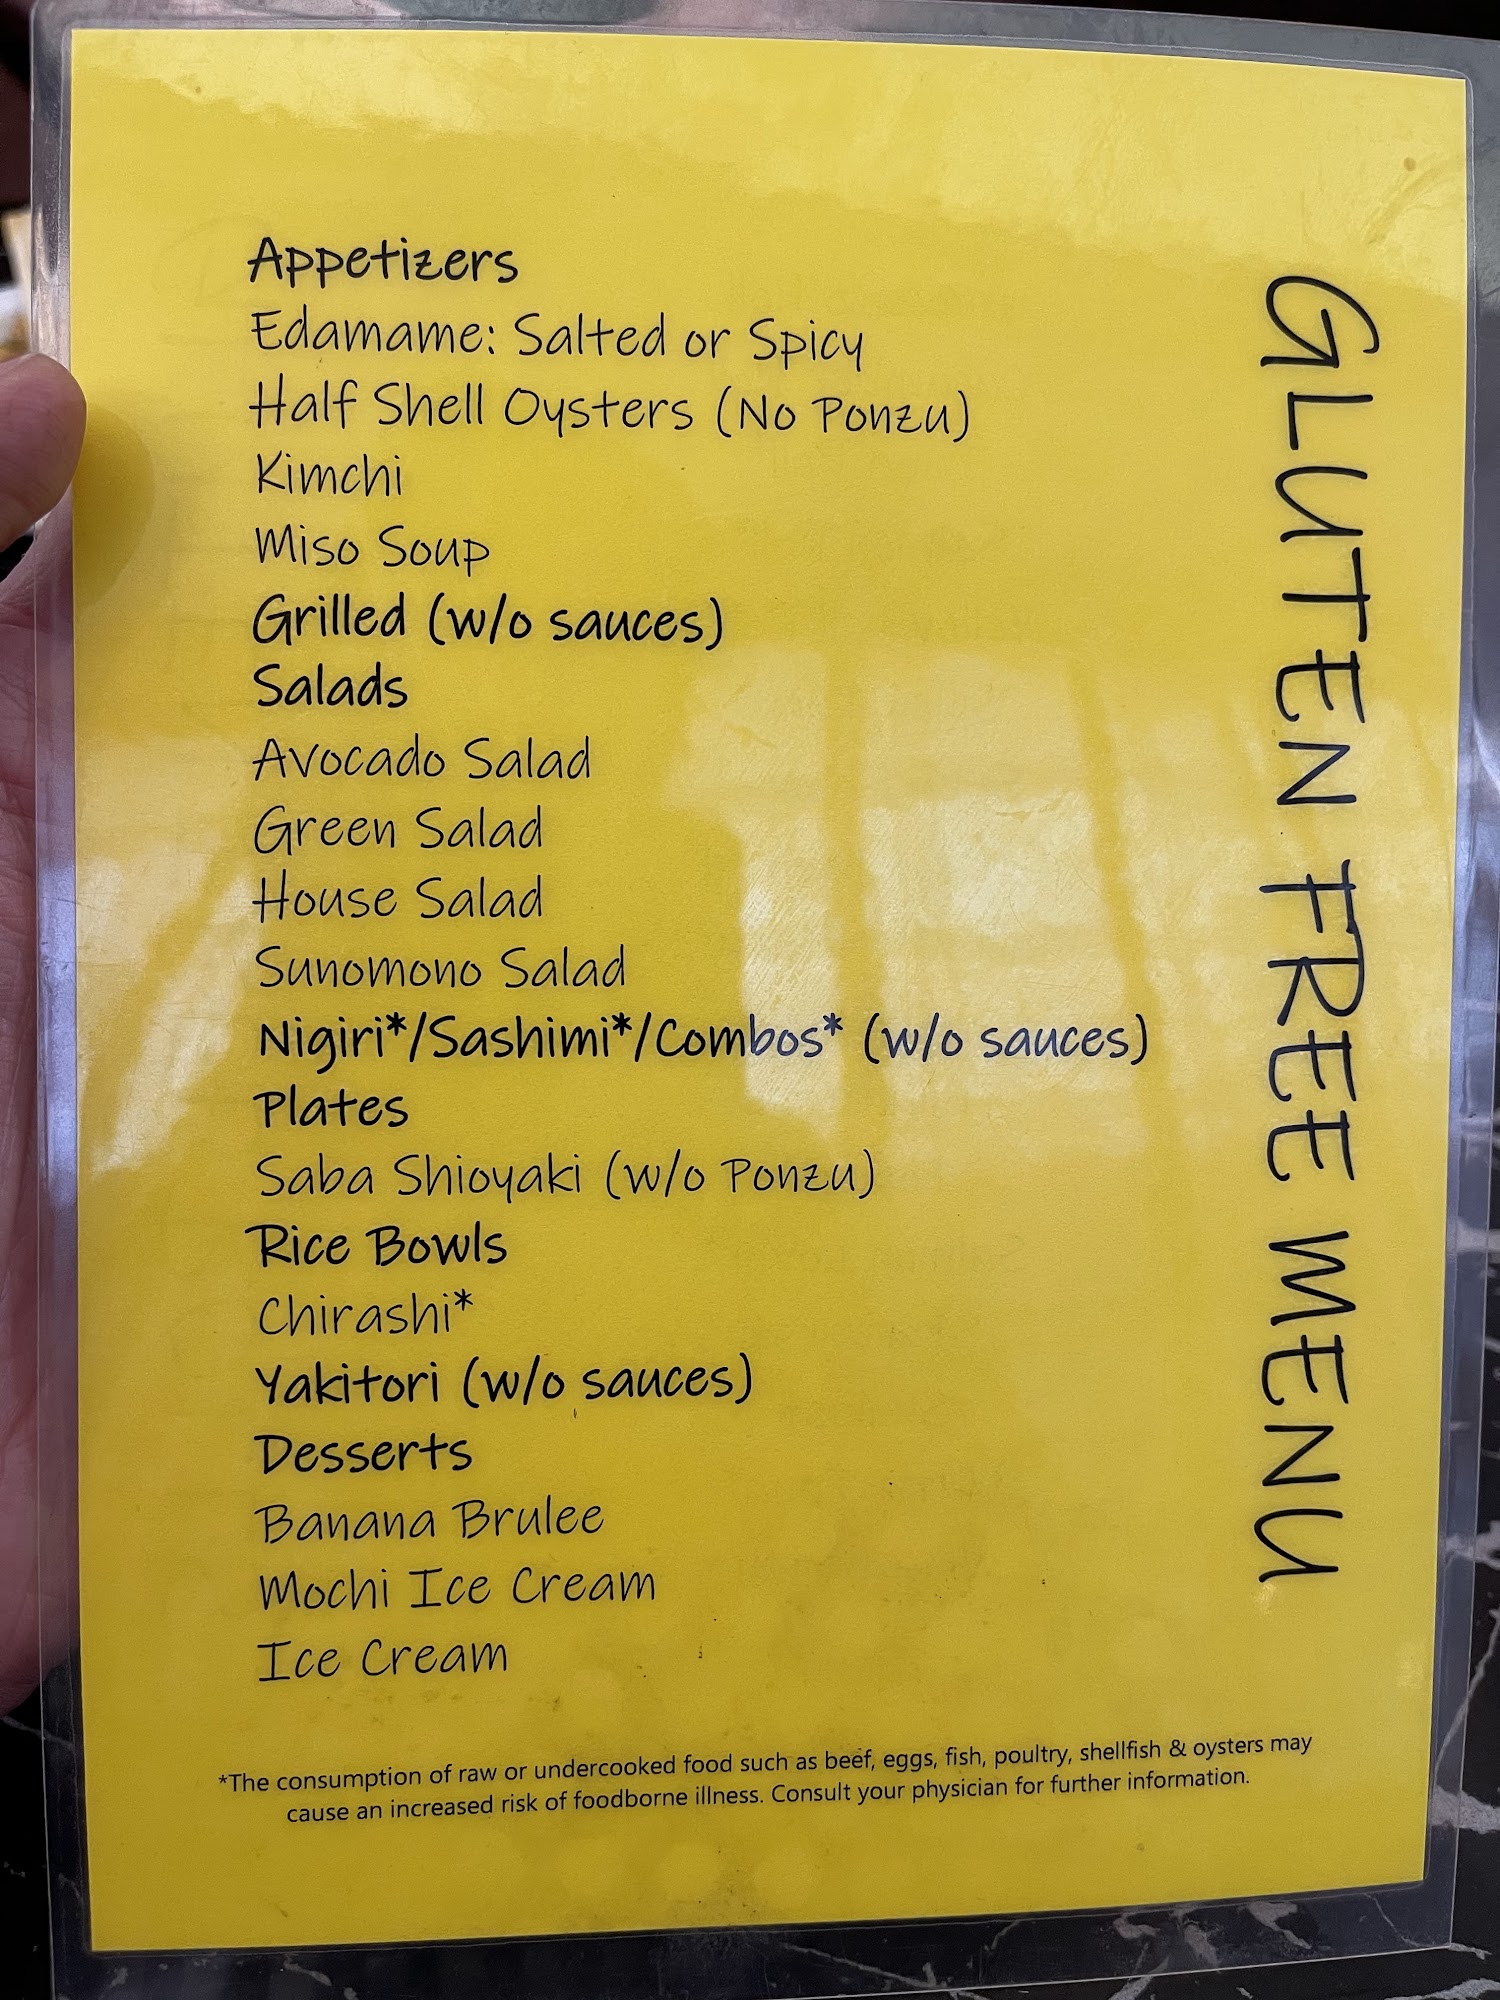 Appetizers
Edamame: Salted or Spicy
Half Shell Oysters (No Ponzu)
Kimchi
Miso Soup
Grilled (w/o sauces)
Salads
Avocado Salad
Green Salad
House Salad
Sunomono Salad
Nigiri*/Sashimi*/Combos* (w/o sauces)
Plates
Saba Shioyaki (w/o Ponzu)
Rice Bowls
Chirashi*
Yakitori (w/o sauces)
Desserts
Banana Brulee
Mochi Ice Cream
Ice Cream
*The consumption of raw or undercooked food such as beef, eggs, fish, poultry, shellfish & oysters may
cause an increased risk of foodborne illness. Consult your physician for further information.
GLUTEN FREE MENU